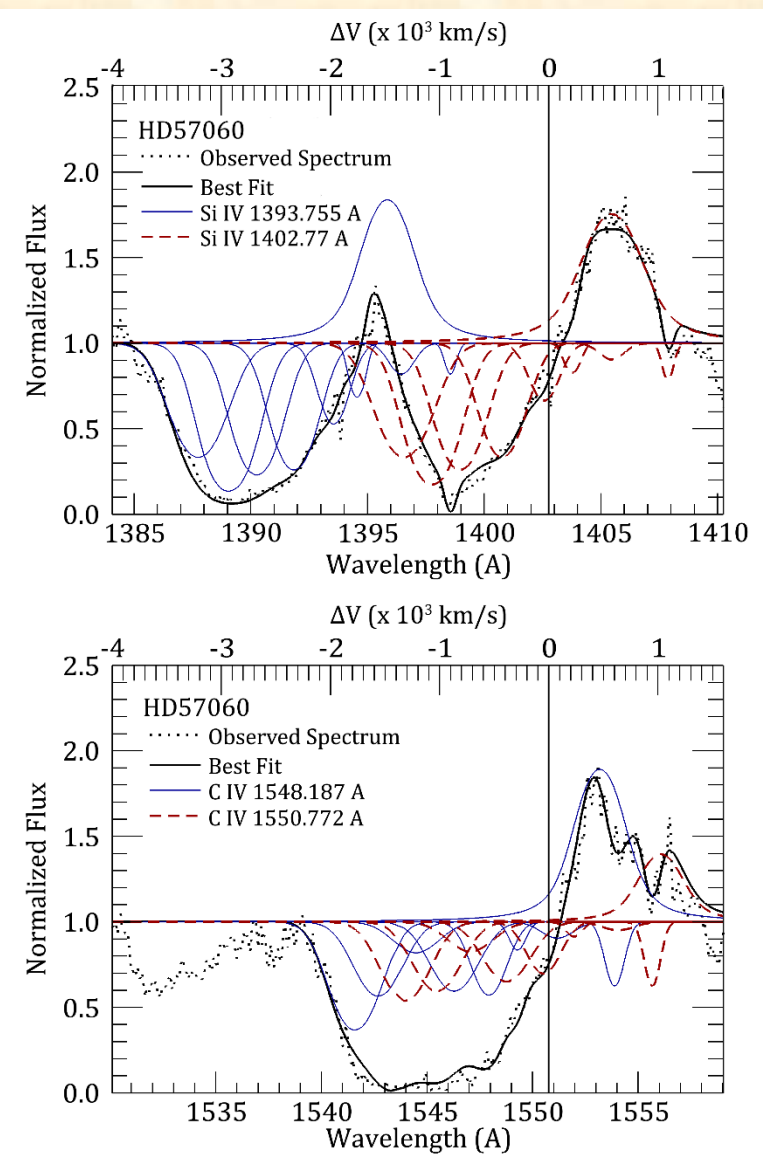 ΔV (x 10³ km/s)
-4 -3 -2 -1 0 1
2.5
HD57060
Observed Spectrum
2.0
Best Fit
Si IV 1393.755 A
Si IV 1402.77 A
1.5
Normalized Flux
1.0
0.5
0.0
1385 1390 1395 1400 1405 1410
Wavelength (A)
ΔV (x 10³ km/s)
-4 -3 -2 -1 0 1
2.5
HD57060
Observed Spectrum
2.0
Best Fit
C IV 1548.187 A
C IV 1550.772 A
1.5
Normalized Flux
1.0
0.5
0.0
1535 1540 1545 1550 1555
Wavelength (A)